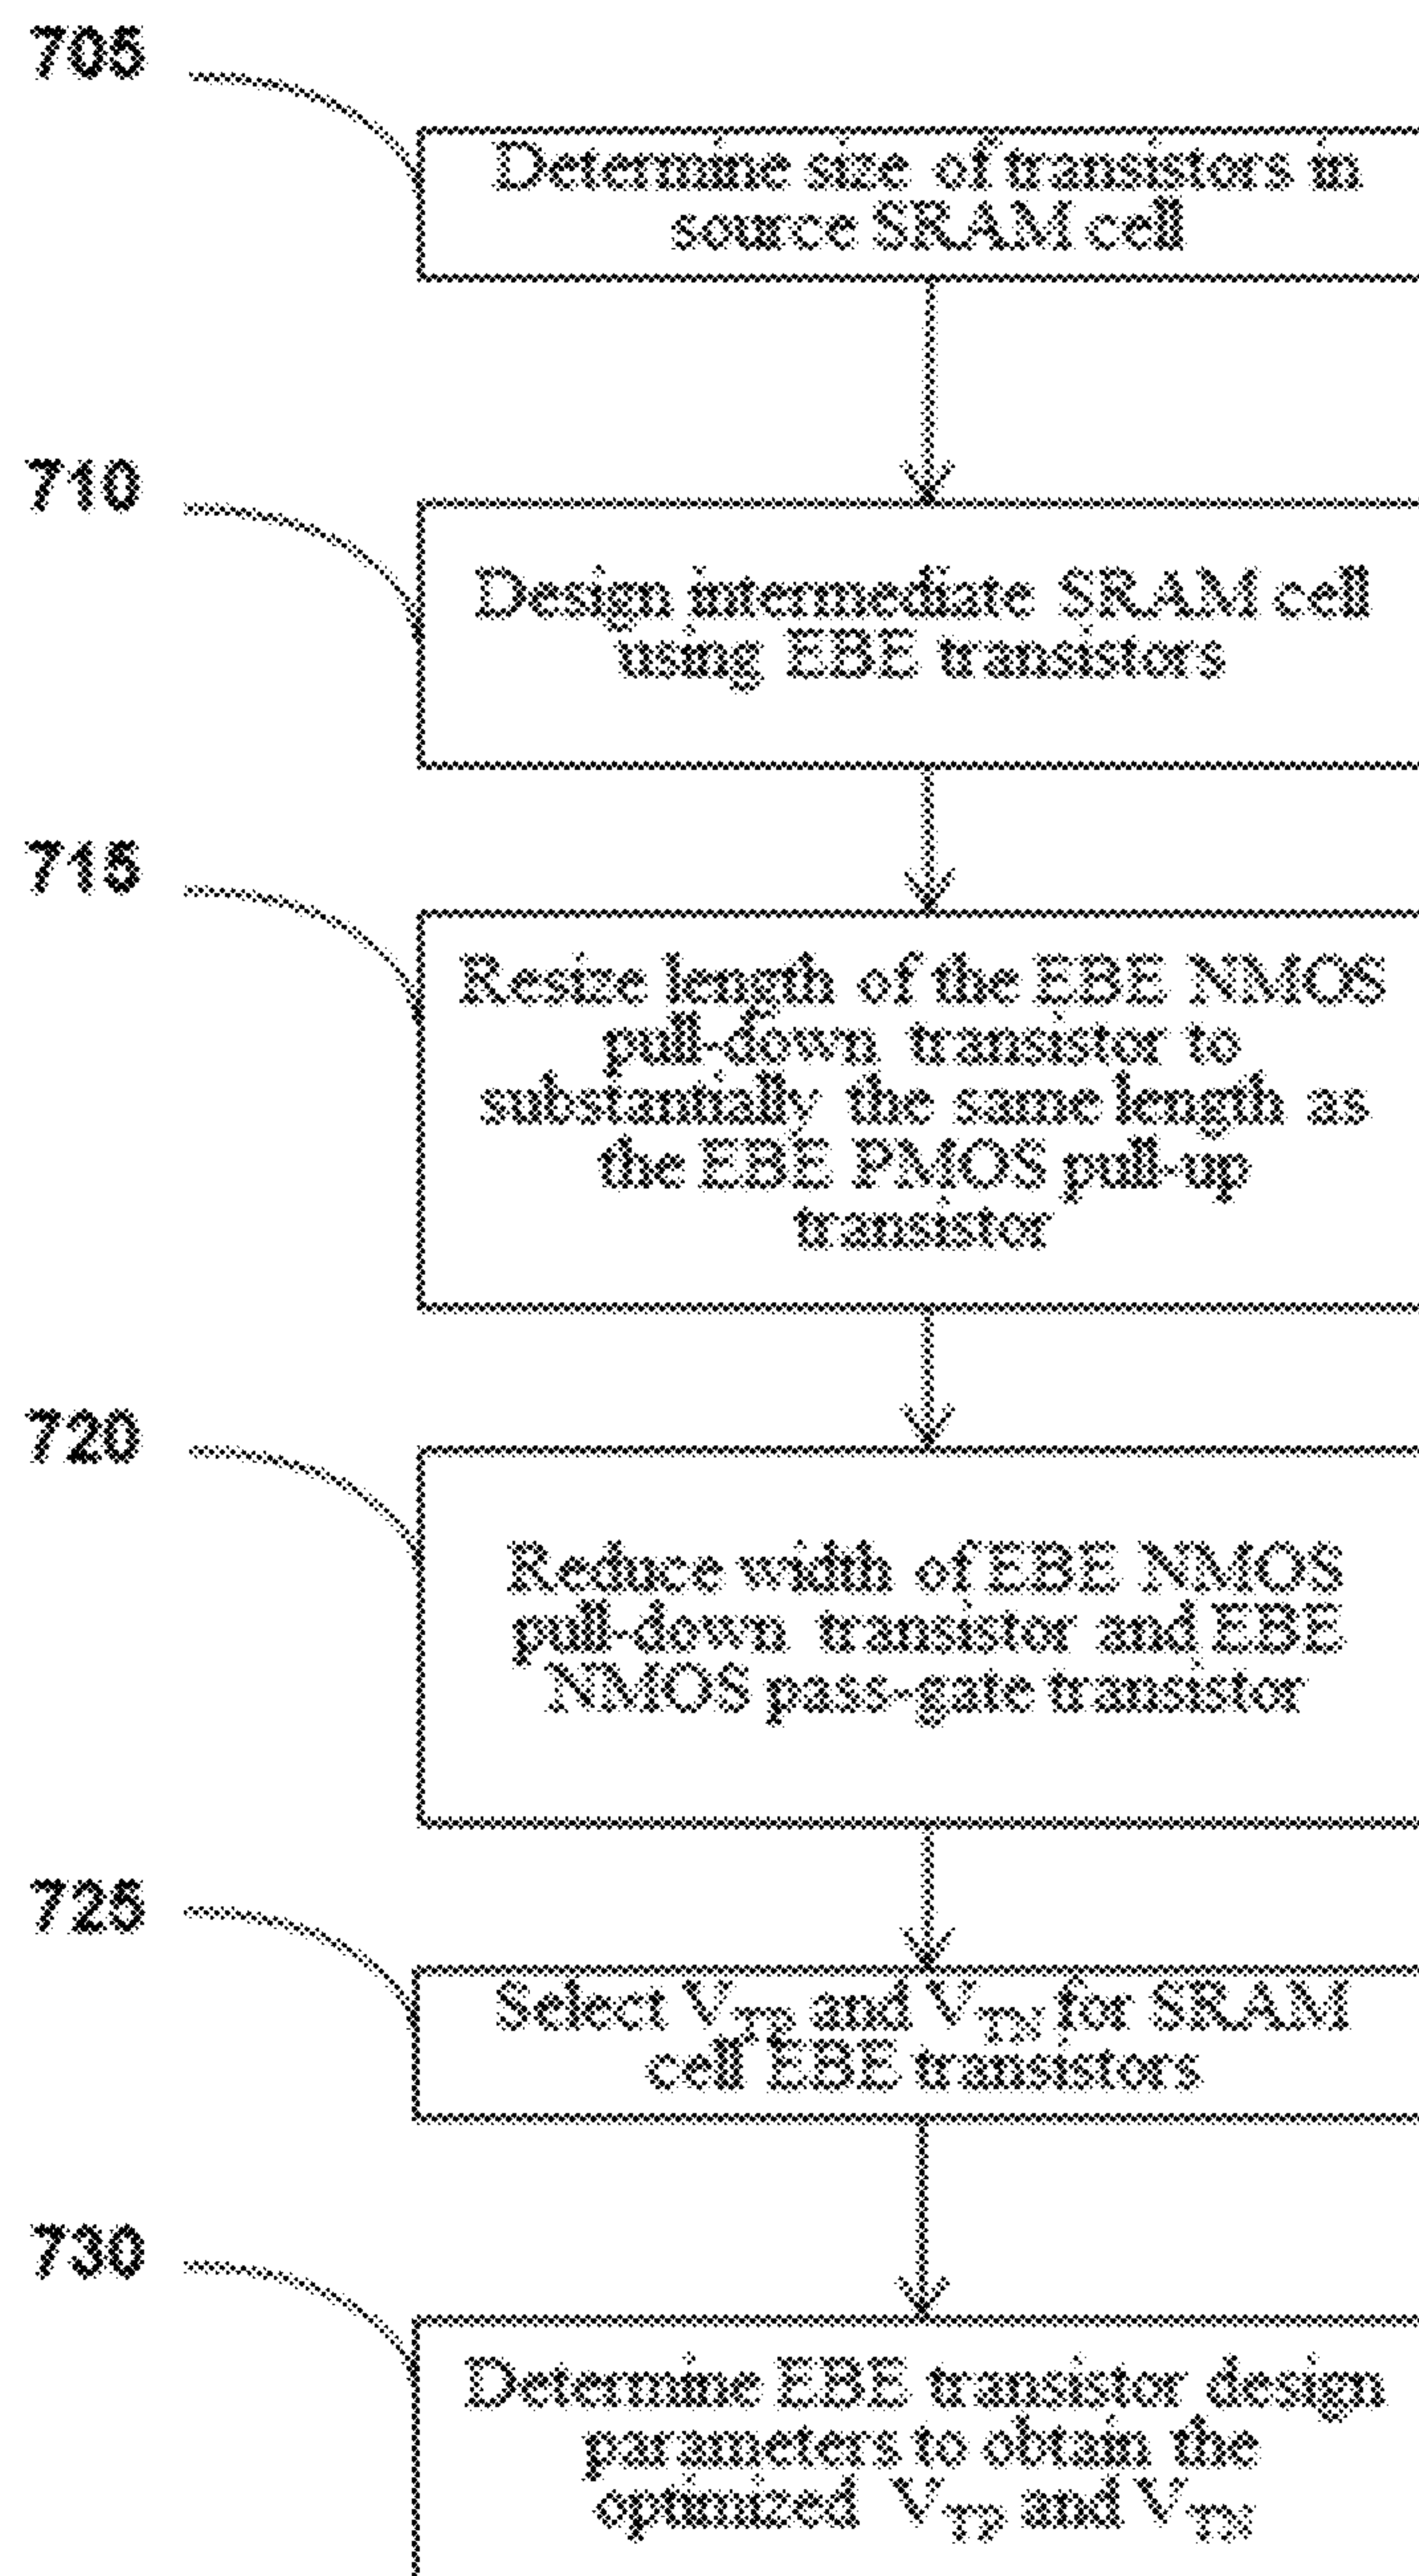 705
Determine size of transistors in
source SRAM cell
710
Design intermediate SRAM cell
using EBE transistors
715
Resize length of the EBE NMOS
pull-down transistor to
substantially the same length as
the EBE PMOS pull-up
transistor
720
Reduce width of EBE NMOS
pull-down transistor and EBE
NMOS pass-gate transistor
725
Select VTP and VTN for SRAM
cell EBE transistors
730
Determine EBE transistor design
parameters to obtain the
optimized VTP and VTN